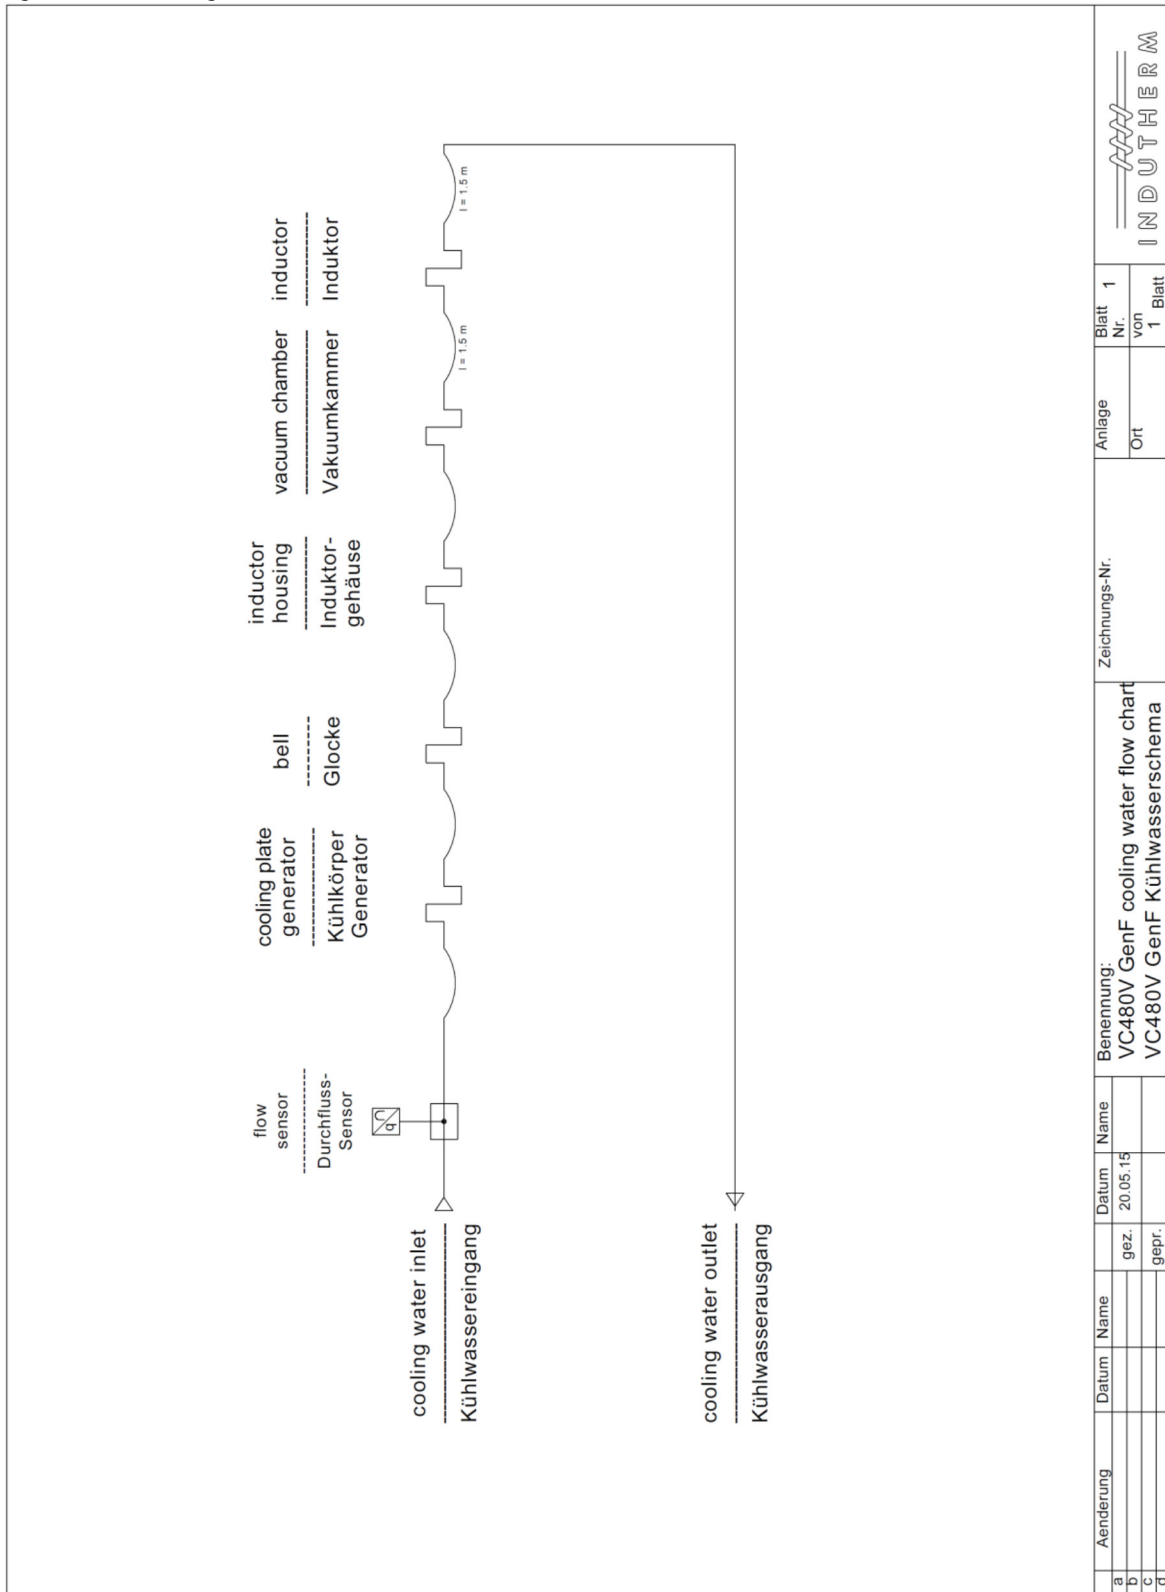 flow
sensor
Durchfluss-
Sensor
q
cooling plate
generator
Kühlkörper
Generator
bell
Glocke
inductor
housing
Induktor-
gehäuse
vacuum chamber
Vakuumkammer
inductor
Induktor
l = 1.5 m
l = 1.5 m
cooling water inlet
Kühlwassereingang
cooling water outlet
Kühlwasserausgang
Aenderung Datum Name Datum Name
a
b
c
d
gez. 20.05.15
gepr.
Benennung:
VC480V GenF cooling water flow chart
VC480V GenF Kühlwasserschema
Zeichnungs-Nr.
Anlage
Ort
Blatt 1
Nr.
von
1 Blatt
INDUTHERM